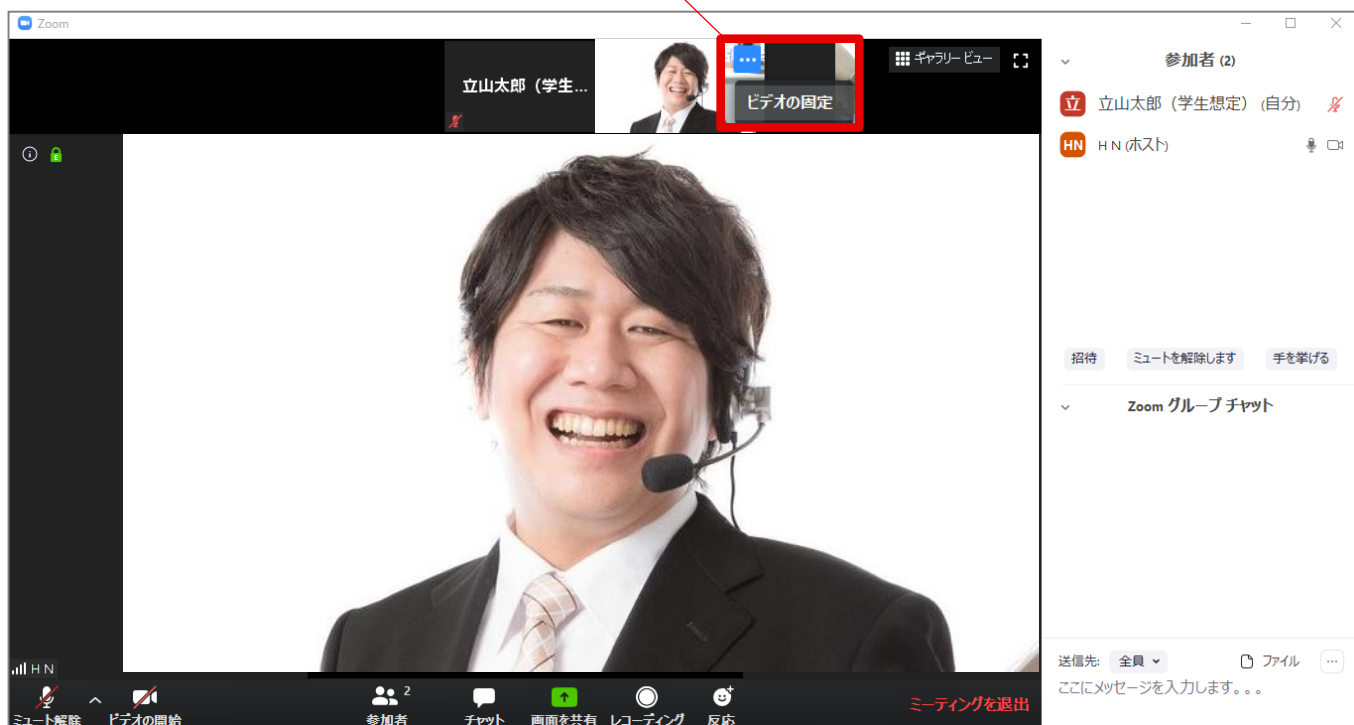 Zoom
立山太郎（学生...
ビデオの固定
ギャラリー ビュー
参加者 (2)
立 立山太郎（学生想定） (自分)
HN H N (ホスト)
招待 ミュートを解除します 手を挙げる
Zoom グループ チャット
送信先: 全員 ファイル ...
ここにメッセージを入力します。。。
H N
ミュート解除 ビデオの開始 参加者 2 チャット 画面を共有 レコーディング 反応 ミーティングを退出